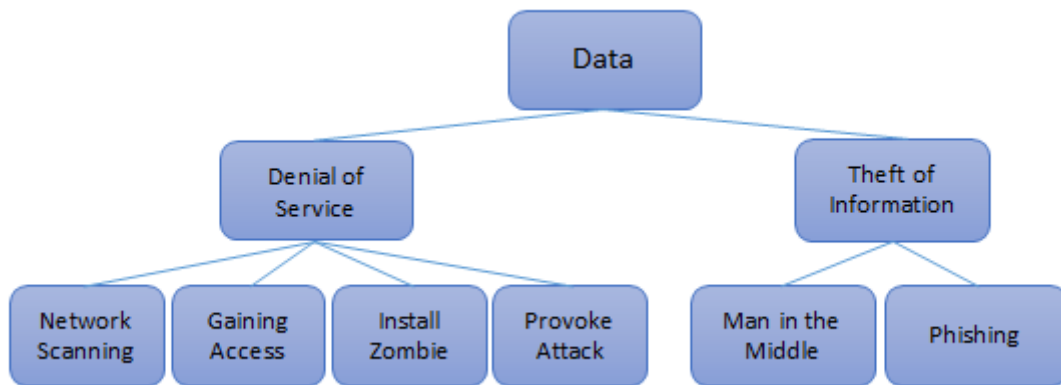 Data
Denial of
Service
Theft of
Information
Network
Scanning
Gaining
Access
Install
Zombie
Provoke
Attack
Man in the
Middle
Phishing